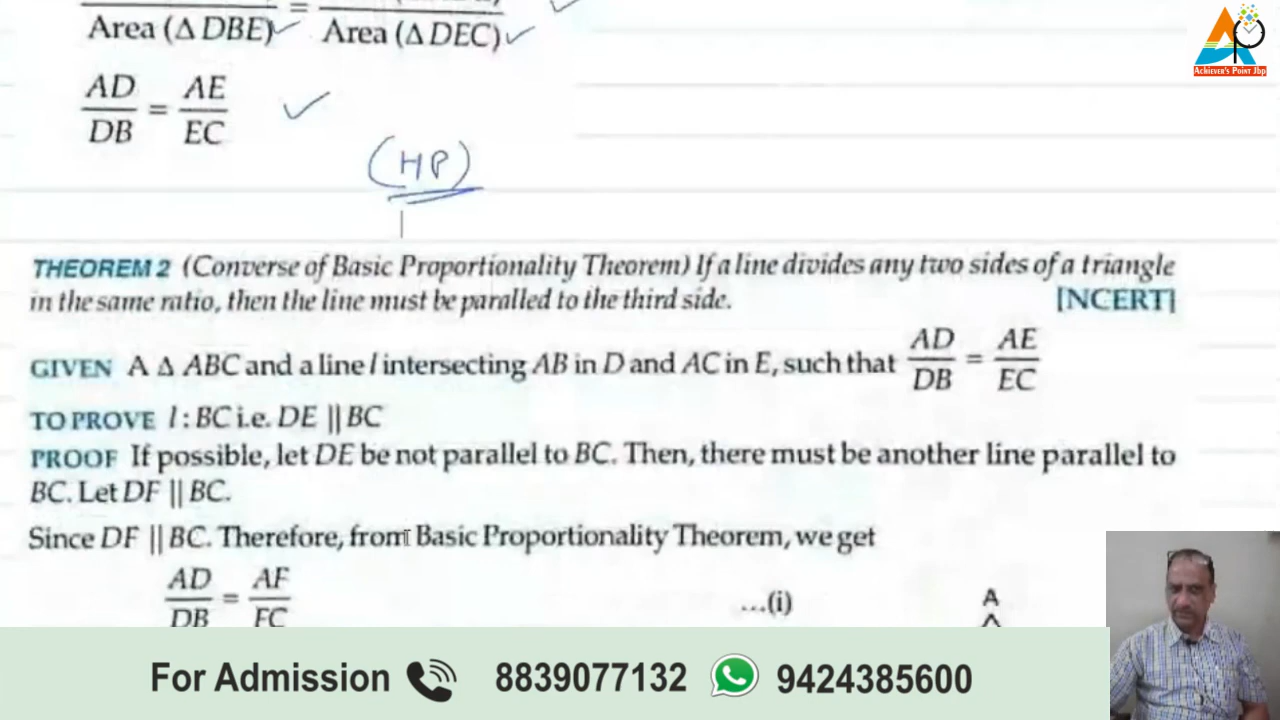 Area (Δ DBE) = Area (Δ DEC)
AD/DB = AE/EC
(HP)
THEOREM 2 (Converse of Basic Proportionality Theorem) If a line divides any two sides of a triangle
in the same ratio, then the line must be paralled to the third side. [NCERT]
GIVEN A Δ ABC and a line l intersecting AB in D and AC in E, such that AD/DB = AE/EC
TO PROVE l : BC i.e. DE || BC
PROOF If possible, let DE be not parallel to BC. Then, there must be another line parallel to
BC. Let DF || BC.
Since DF || BC. Therefore, from Basic Proportionality Theorem, we get
AD/DB = AF/FC ...(i)
A
Achiever's Point Jbp
For Admission 8839077132 9424385600